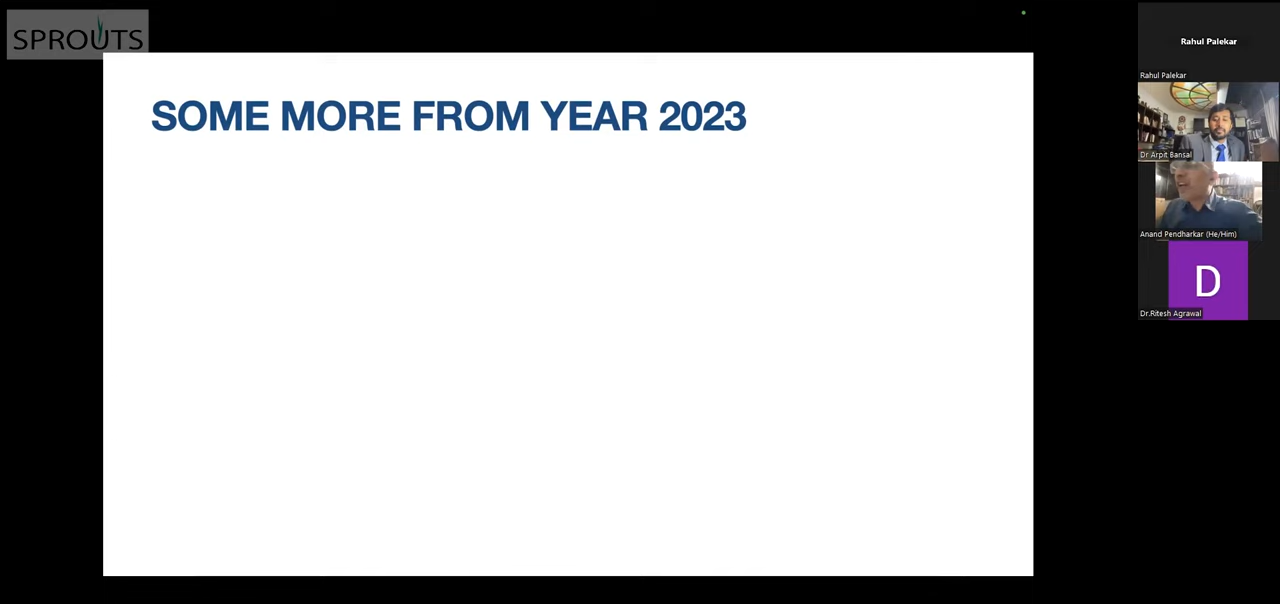 SPROUTS
SOME MORE FROM YEAR 2023
Rahul Palekar
Rahul Palekar
Dr Arpit Bansal
Anand Pendharkar (He/Him)
D
Dr.Ritesh Agrawal